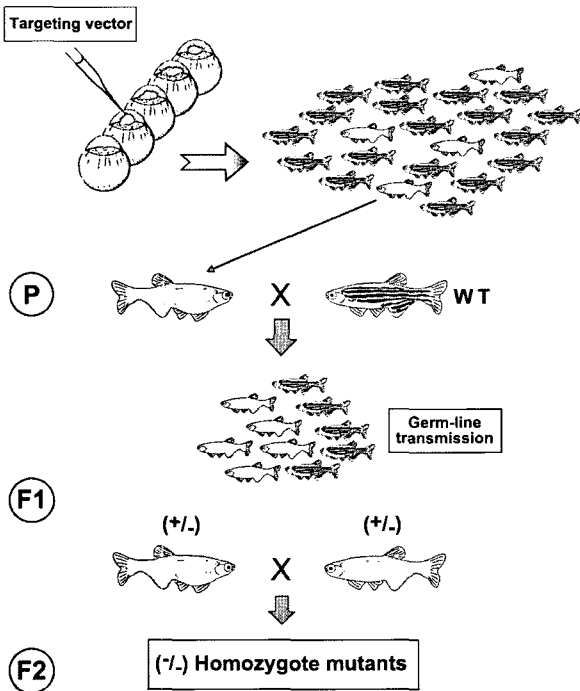 Targeting vector
P
X
WT
Germ-line
transmission
F1
(+/-)
(+/-)
X
F2
(-/-) Homozygote mutants